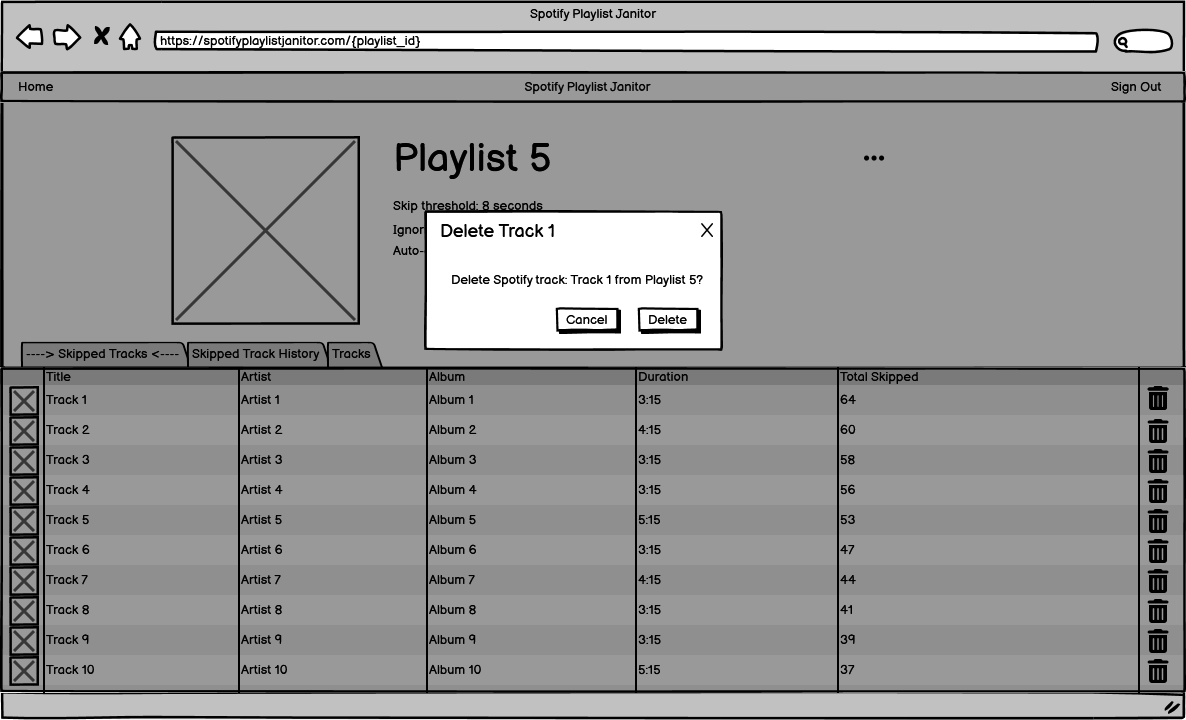 Spotify Playlist Janitor
https://spotifyplaylistjanitor.com/{playlist_id}
Home Spotify Playlist Janitor Sign Out
Playlist 5 •••
Skip threshold: 8 seconds
Ignor
Auto-
Delete Track 1 X
Delete Spotify track: Track 1 from Playlist 5?
Cancel Delete
----> Skipped Tracks <---- Skipped Track History Tracks
Title Artist Album Duration Total Skipped
Track 1 Artist 1 Album 1 3:15 64
Track 2 Artist 2 Album 2 4:15 60
Track 3 Artist 3 Album 3 3:15 58
Track 4 Artist 4 Album 4 3:15 56
Track 5 Artist 5 Album 5 5:15 53
Track 6 Artist 6 Album 6 3:15 47
Track 7 Artist 7 Album 7 4:15 44
Track 8 Artist 8 Album 8 3:15 41
Track 9 Artist 9 Album 9 3:15 39
Track 10 Artist 10 Album 10 5:15 37